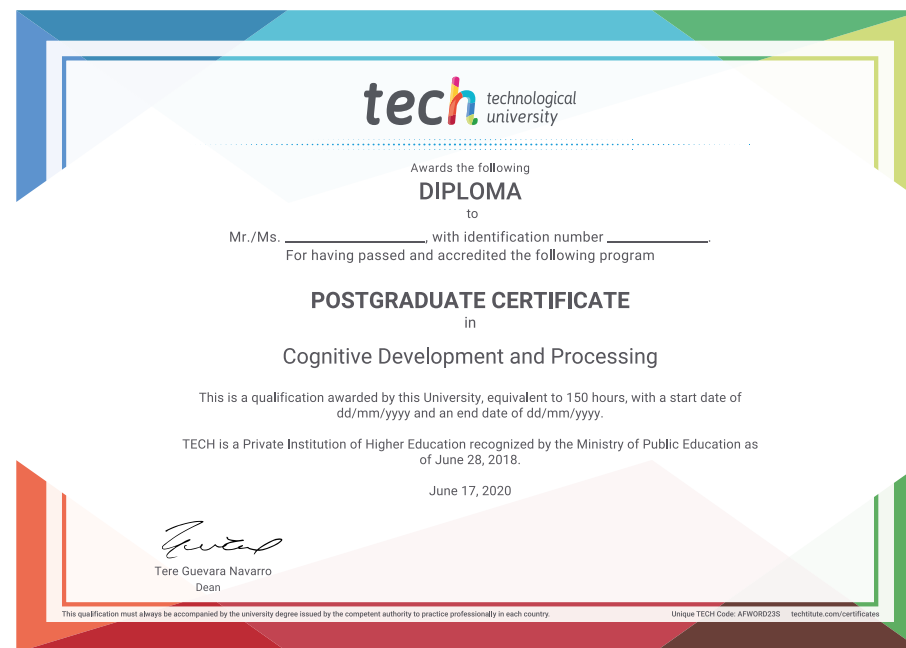 tech technological
university
Awards the following
DIPLOMA
to
Mr./Ms. ____________________, with identification number ______________.
For having passed and accredited the following program
POSTGRADUATE CERTIFICATE
in
Cognitive Development and Processing
This is a qualification awarded by this University, equivalent to 150 hours, with a start date of
dd/mm/yyyy and an end date of dd/mm/yyyy.
TECH is a Private Institution of Higher Education recognized by the Ministry of Public Education as
of June 28, 2018.
June 17, 2020
Tere Guevara Navarro
Dean
This qualification must always be accompanied by the university degree issued by the competent authority to practice professionally in each country. Unique TECH Code: AFWORD23S techtitute.com/certificates